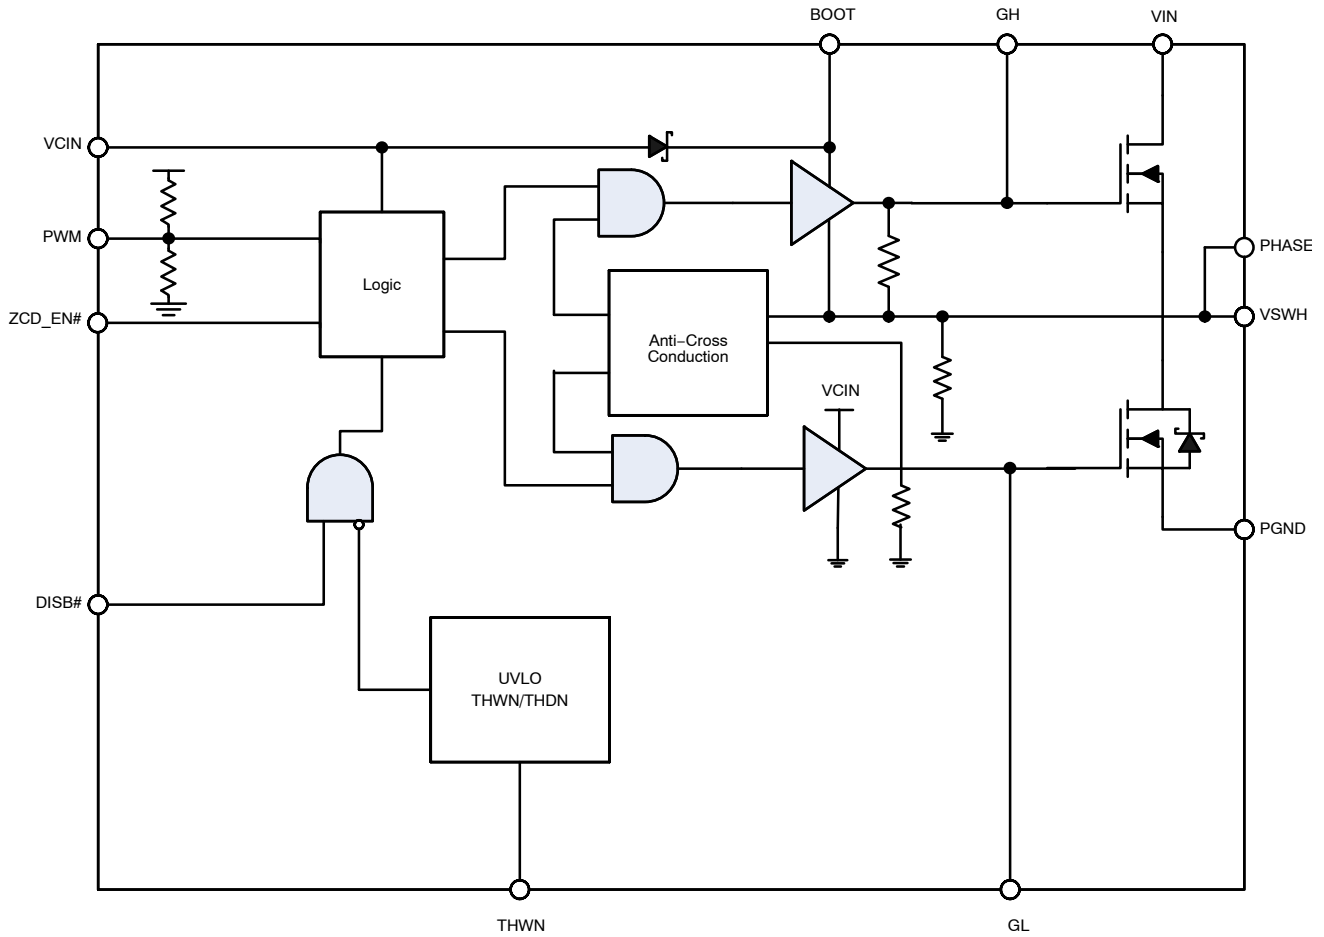 BOOT
GH
VIN
VCIN
PWM
PHASE
Logic
ZCD_EN#
VSWH
Anti−Cross
Conduction
VCIN
PGND
DISB#
UVLO
THWN/THDN
THWN
GL